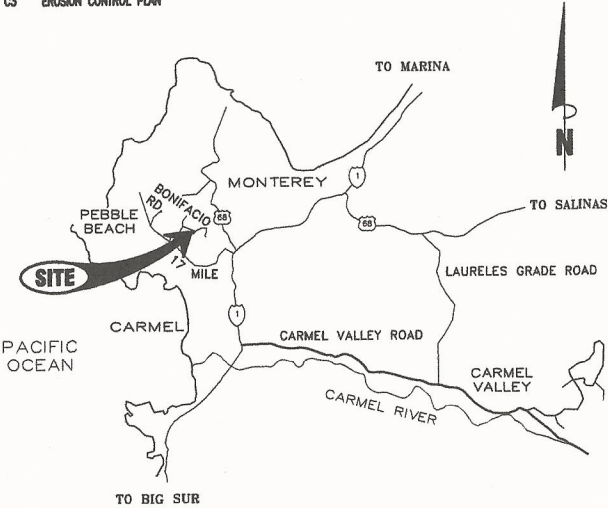 C3 EROSION CONTROL PLAN
TO MARINA
1
N
MONTEREY
BONIFACIO
RD
PEBBLE
BEACH
68
68
TO SALINAS
SITE
17
MILE
LAURELES GRADE ROAD
CARMEL
1
CARMEL VALLEY ROAD
PACIFIC
OCEAN
CARMEL
VALLEY
CARMEL RIVER
TO BIG SUR